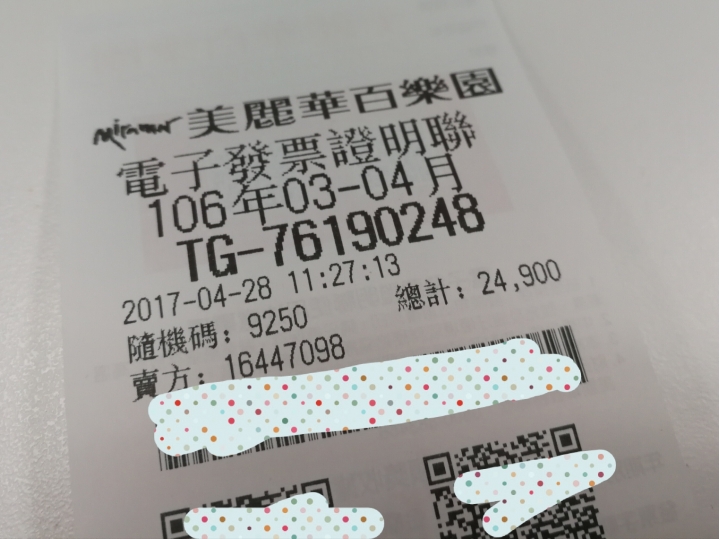 Miramar 美麗華百樂園
電子發票證明聯
106年03-04月
TG-76190248
2017-04-28 11:27:13
隨機碼：9250 總計：24,900
賣方：16447098